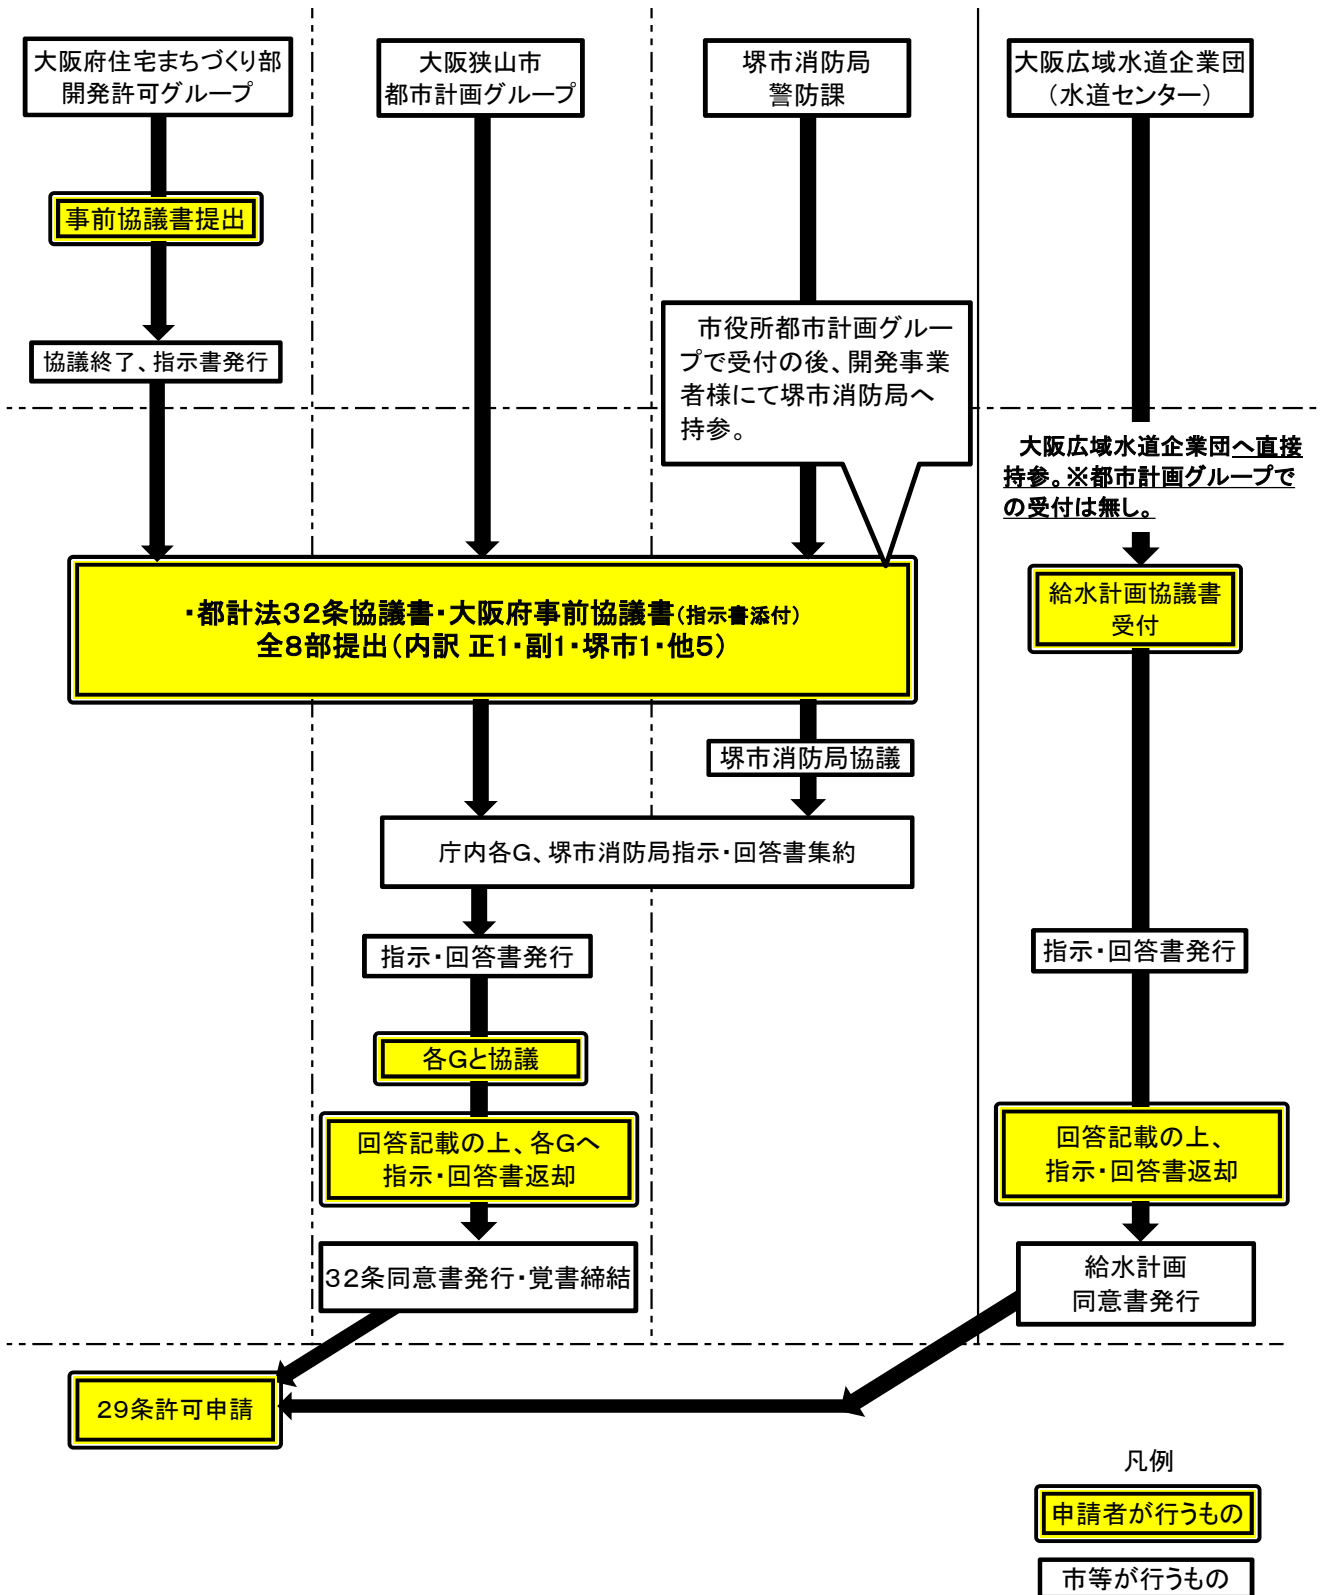 大阪府住宅まちづくり部
開発許可グループ
大阪狭山市
都市計画グループ
堺市消防局
警防課
大阪広域水道企業団
（水道センター）
事前協議書提出
協議終了、指示書発行
市役所都市計画グルー
プで受付の後、開発事業
者様にて堺市消防局へ
持参。
大阪広域水道企業団へ直接
持参。※都市計画グループで
の受付は無し。
・都計法３２条協議書・大阪府事前協議書（指示書添付）
全８部提出（内訳 正１・副１・堺市１・他５）
給水計画協議書
受付
堺市消防局協議
庁内各Ｇ、堺市消防局指示・回答書集約
指示・回答書発行
指示・回答書発行
各Ｇと協議
回答記載の上、各Ｇへ
指示・回答書返却
回答記載の上、
指示・回答書返却
３２条同意書発行・覚書締結
給水計画
同意書発行
２９条許可申請
凡例
申請者が行うもの
市等が行うもの